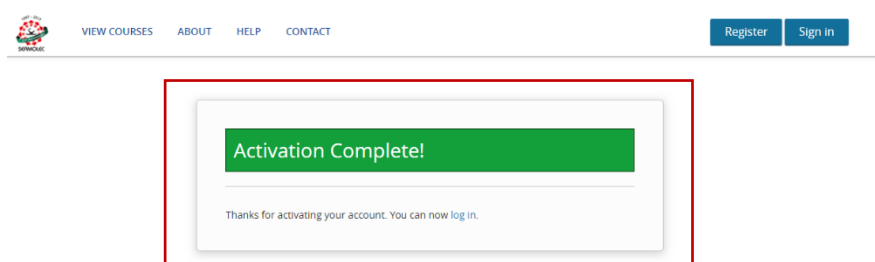 SEAMOLEC
VIEW COURSES ABOUT HELP CONTACT Register Sign in
Activation Complete!
Thanks for activating your account. You can now log in.